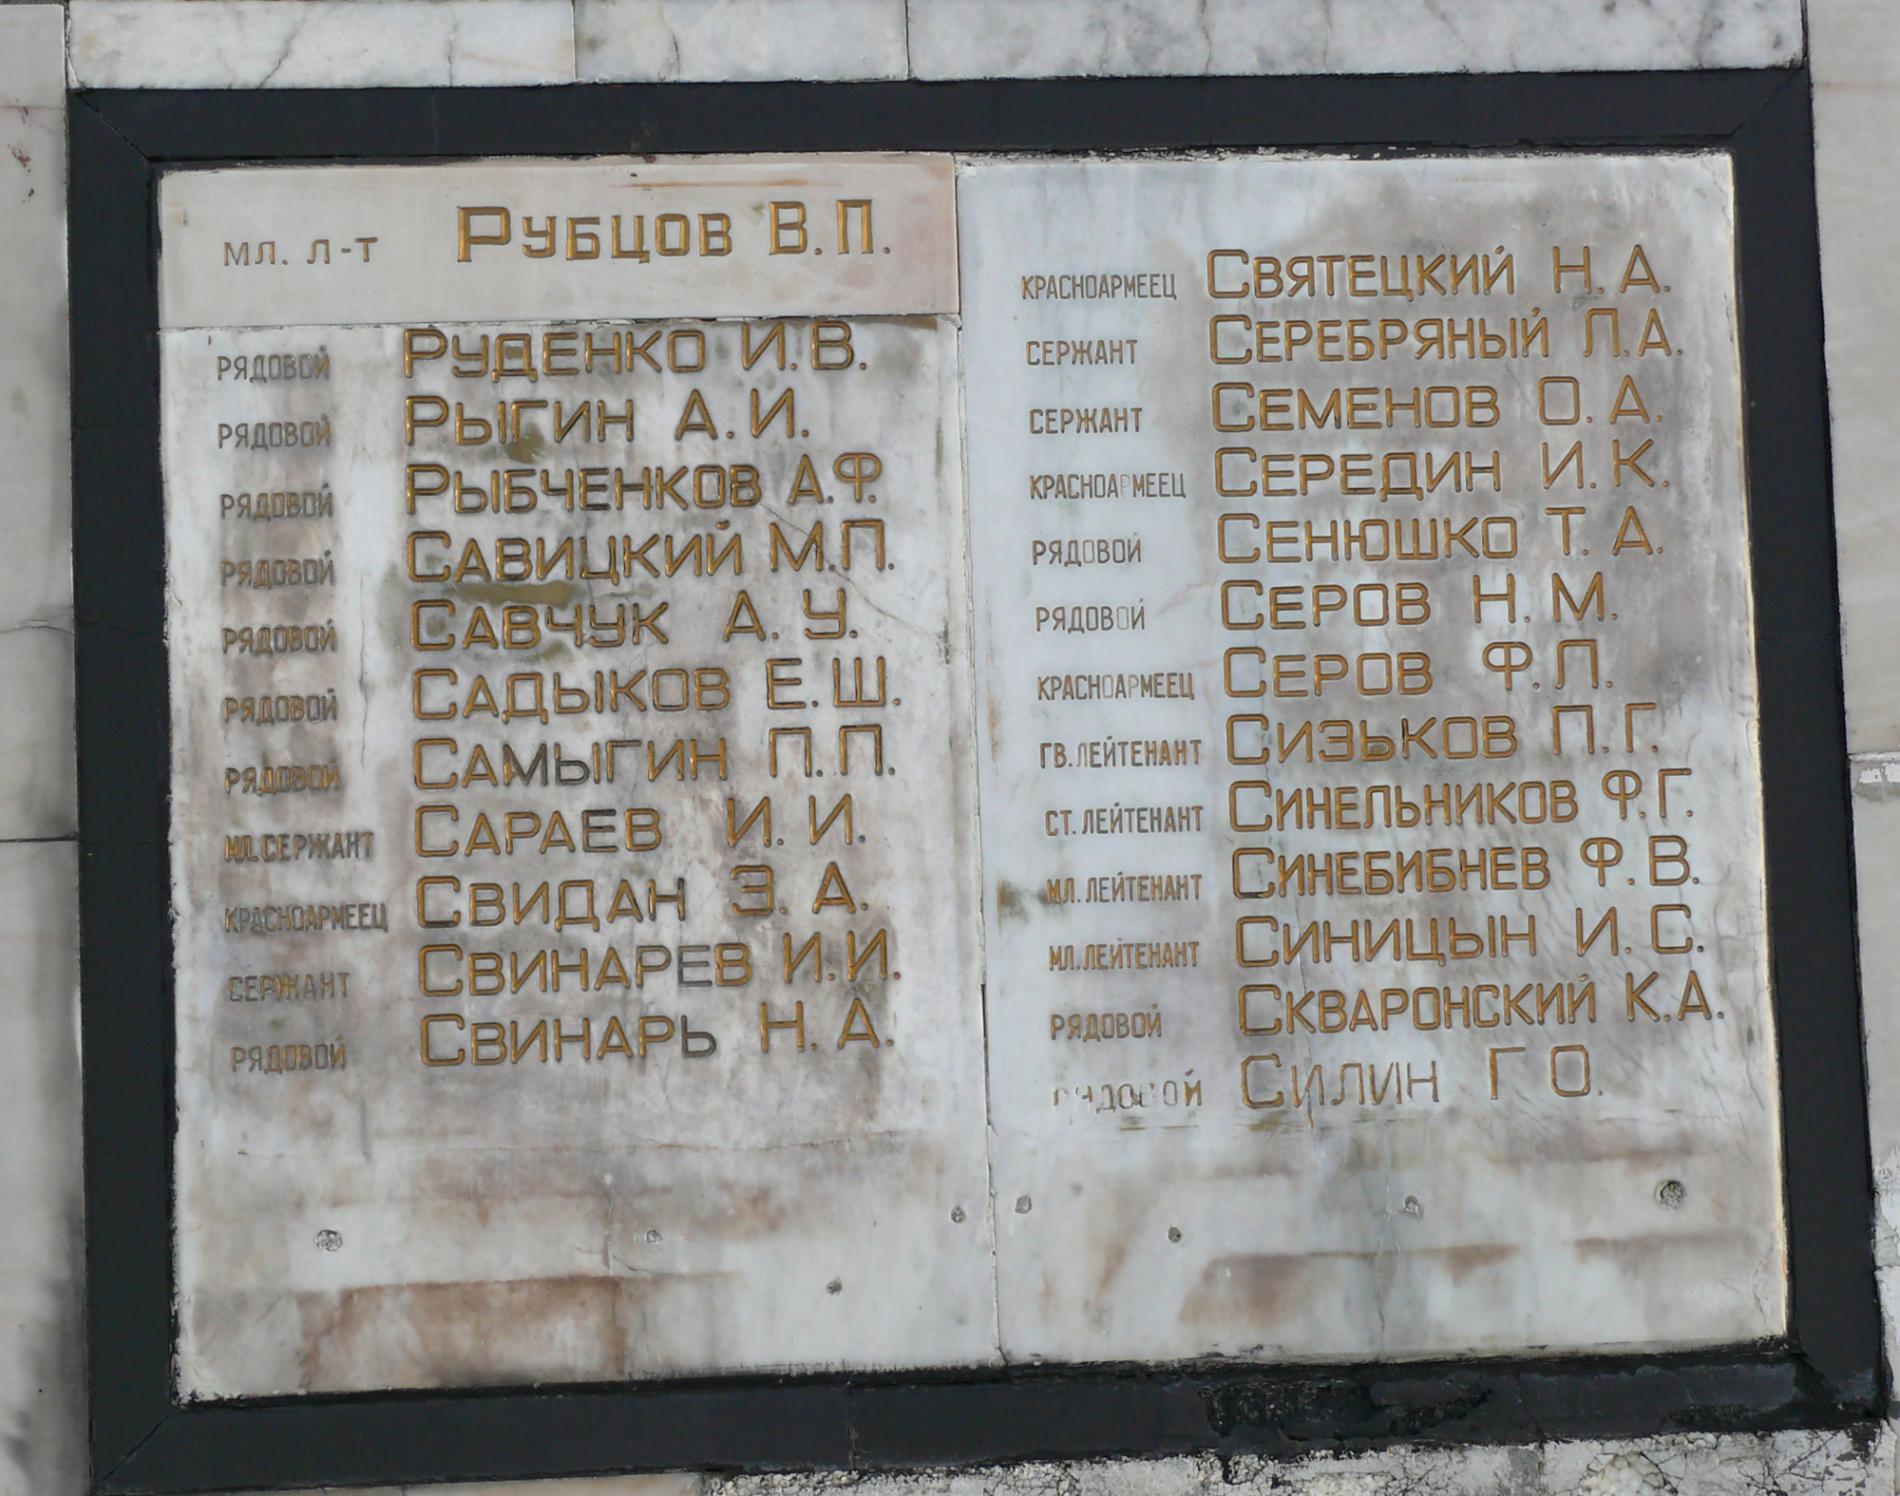 МЛ. Л-Т РУБЦОВ В.П.
РЯДОВОЙ РУДЕНКО И.В.
РЯДОВОЙ РЫГИН А.И.
РЯДОВОЙ РЫБЧЕНКОВ А.Ф.
РЯДОВОЙ САВИЦКИЙ М.П.
РЯДОВОЙ САВЧУК А.У.
РЯДОВОЙ САДЫКОВ Е.Ш.
РЯДОВОЙ САМЫГИН П.П.
МЛ.СЕРЖАНТ САРАЕВ И.И.
КРАСНОАРМЕЕЦ СВИДАН З.А.
СЕРЖАНТ СВИНАРЕВ И.И.
РЯДОВОЙ СВИНАРЬ Н.А.
КРАСНОАРМЕЕЦ СВЯТЕЦКИЙ Н.А.
СЕРЖАНТ СЕРЕБРЯНЫЙ Л.А.
СЕРЖАНТ СЕМЕНОВ О.А.
КРАСНОАРМЕЕЦ СЕРЕДИН И.К.
РЯДОВОЙ СЕНЮШКО Т.А.
РЯДОВОЙ СЕРОВ Н.М.
КРАСНОАРМЕЕЦ СЕРОВ Ф.П.
ГВ.ЛЕЙТЕНАНТ СИЗЬКОВ П.Г.
СТ.ЛЕЙТЕНАНТ СИНЕЛЬНИКОВ Ф.Г.
МЛ.ЛЕЙТЕНАНТ СИНЕБИБНЕВ Ф.В.
МЛ.ЛЕЙТЕНАНТ СИНИЦЫН И.С.
РЯДОВОЙ СКВАРОНСКИЙ К.А.
РЯДОВОЙ СИЛИН Г О.